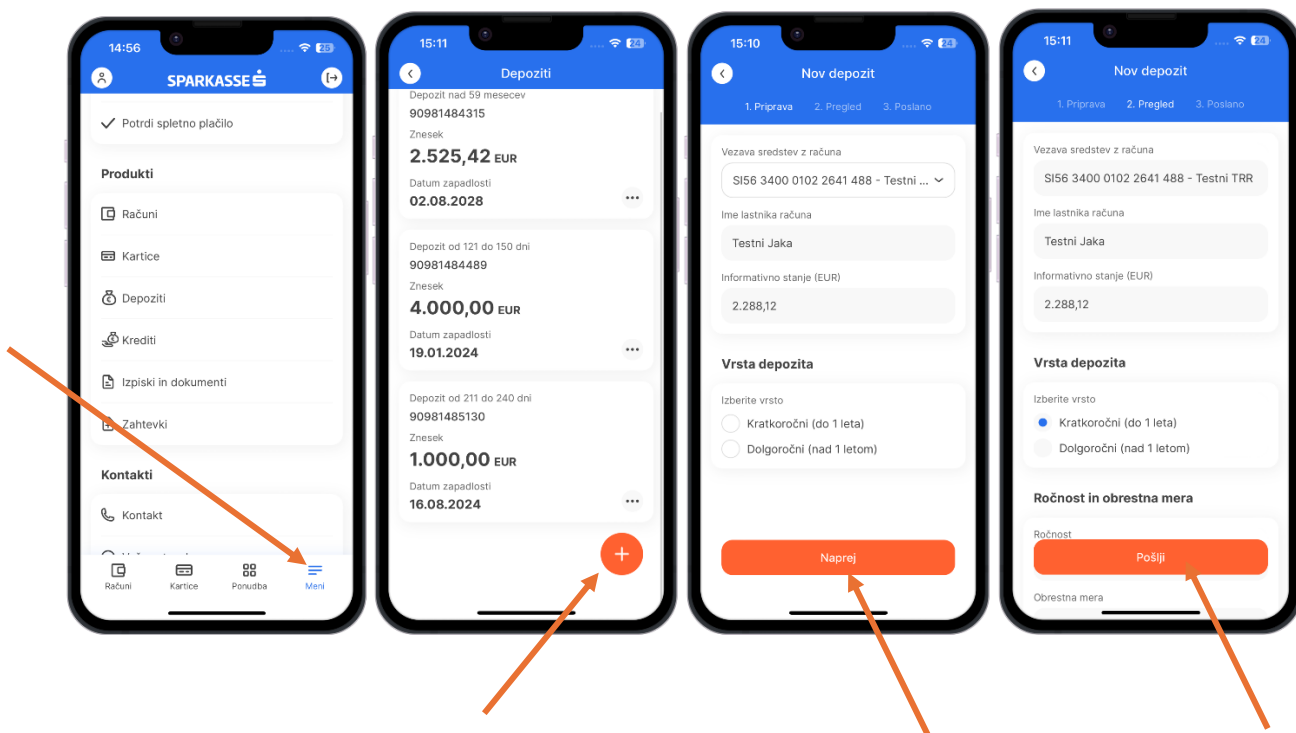 14:56
25
SPARKASSE
Potrdi spletno plačilo
Produkti
Računi
Kartice
Depoziti
Krediti
Izpiski in dokumenti
Zahtevki
Kontakti
Kontakt
Računi
Kartice
Ponudba
Meni
15:11
24
Depoziti
Depozit nad 59 mesecev
90981484315
Znesek
2.525,42 EUR
Datum zapadlosti
02.08.2028
Depozit od 121 do 150 dni
90981484489
Znesek
4.000,00 EUR
Datum zapadlosti
19.01.2024
Depozit od 211 do 240 dni
90981485130
Znesek
1.000,00 EUR
Datum zapadlosti
16.08.2024
15:10
24
Nov depozit
1. Priprava 2. Pregled 3. Poslano
Vezava sredstev z računa
SI56 3400 0102 2641 488 - Testni ...
Ime lastnika računa
Testni Jaka
Informativno stanje (EUR)
2.288,12
Vrsta depozita
Izberite vrsto
Kratkoročni (do 1 leta)
Dolgoročni (nad 1 letom)
Naprej
15:11
24
Nov depozit
1. Priprava 2. Pregled 3. Poslano
Vezava sredstev z računa
SI56 3400 0102 2641 488 - Testni TRR
Ime lastnika računa
Testni Jaka
Informativno stanje (EUR)
2.288,12
Vrsta depozita
Izberite vrsto
Kratkoročni (do 1 leta)
Dolgoročni (nad 1 letom)
Ročnost in obrestna mera
Ročnost
Pošlji
Obrestna mera